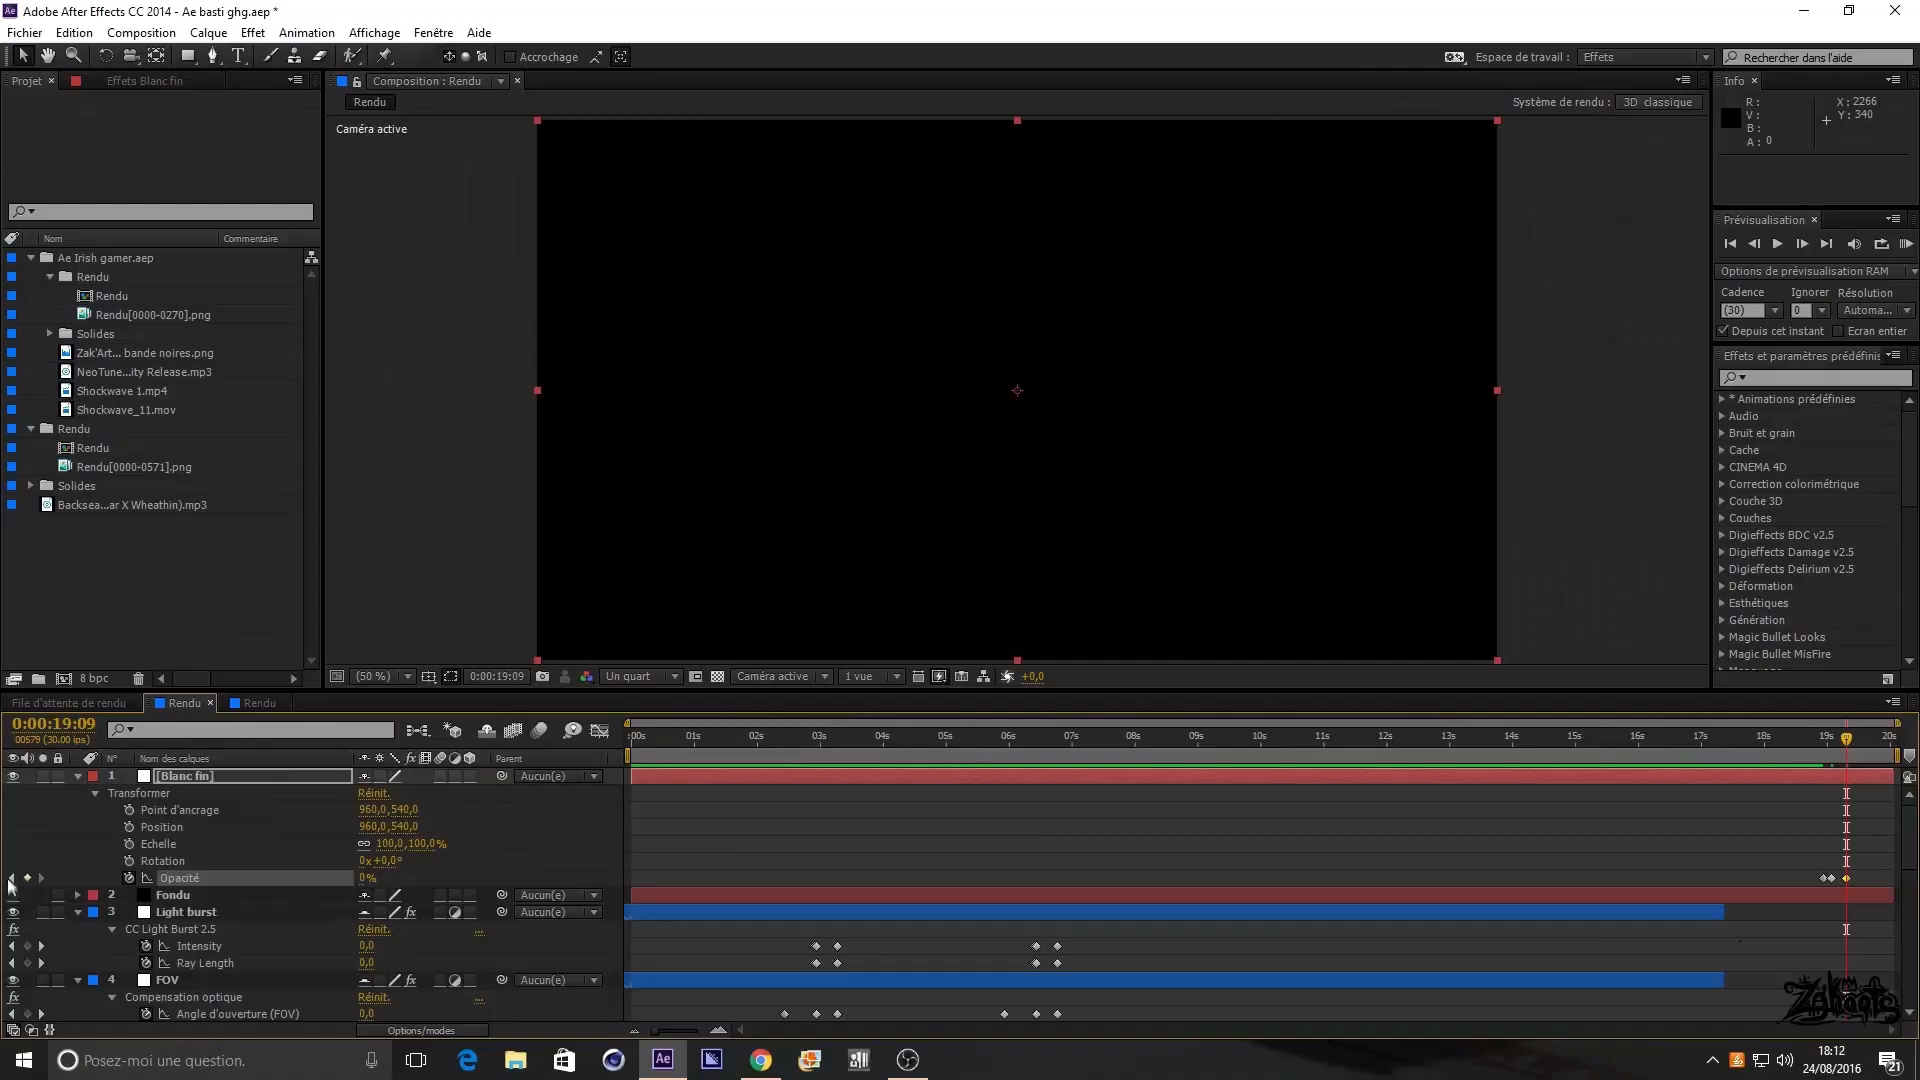 Adobe After Effects CC 2014 - Ae basti ghg.aep *
Fichier Edition Composition Calque Effet Animation Affichage Fenêtre Aide
Accrochage
Espace de travail : Effets
Rechercher dans l'aide
Projet Effets Blanc fin
Composition : Rendu
Rendu
Système de rendu : 3D classique
Caméra active
Info
R :
V :
B :
A : 0
X : 2266
Y : 340
Nom Commentaire
Ae Irish gamer.aep
Rendu
Rendu
Rendu[0000-0270].png
Solides
Zak'Art... bande noires.png
NeoTune...ity Release.mp3
Shockwave 1.mp4
Shockwave_11.mov
Rendu
Rendu
Rendu[0000-0571].png
Solides
Backsea...ar X Wheathin).mp3
8 bpc
Prévisualisation
Options de prévisualisation RAM
Cadence Ignorer Résolution
(30) 0 Automa...
Depuis cet instant Ecran entier
Effets et paramètres prédéfinis
* Animations prédéfinies
Audio
Bruit et grain
Cache
CINEMA 4D
Correction colorimétrique
Couche 3D
Couches
Digieffects BDC v2.5
Digieffects Damage v2.5
Digieffects Delirium v2.5
Déformation
Esthétiques
Génération
Magic Bullet Looks
Magic Bullet MisFire
(50 %) 0:00:19:09 Un quart Caméra active 1 vue +0,0
File d'attente de rendu Rendu Rendu
0:00:19:09
00579 (30.00 ips)
:00s 01s 02s 03s 04s 05s 06s 07s 08s 09s 10s 11s 12s 13s 14s 15s 16s 17s 18s 19s 20s
N° Nom des calques fx Parent
1 [Blanc fin] Aucun(e)
Transformer Réinit.
Point d'ancrage 960,0,540,0
Position 960,0,540,0
Echelle 100,0,100,0%
Rotation 0x+0,0°
Opacité 0%
2 Fondu Aucun(e)
3 Light burst fx Aucun(e)
fx CC Light Burst 2.5 Réinit. ...
Intensity 0,0
Ray Length 0,0
4 FOV fx Aucun(e)
fx Compensation optique Réinit. ...
Angle d'ouverture (FOV) 0,0
Options/modes
Zakarts
Posez-moi une question.
Ae
18:12
24/08/2016
21